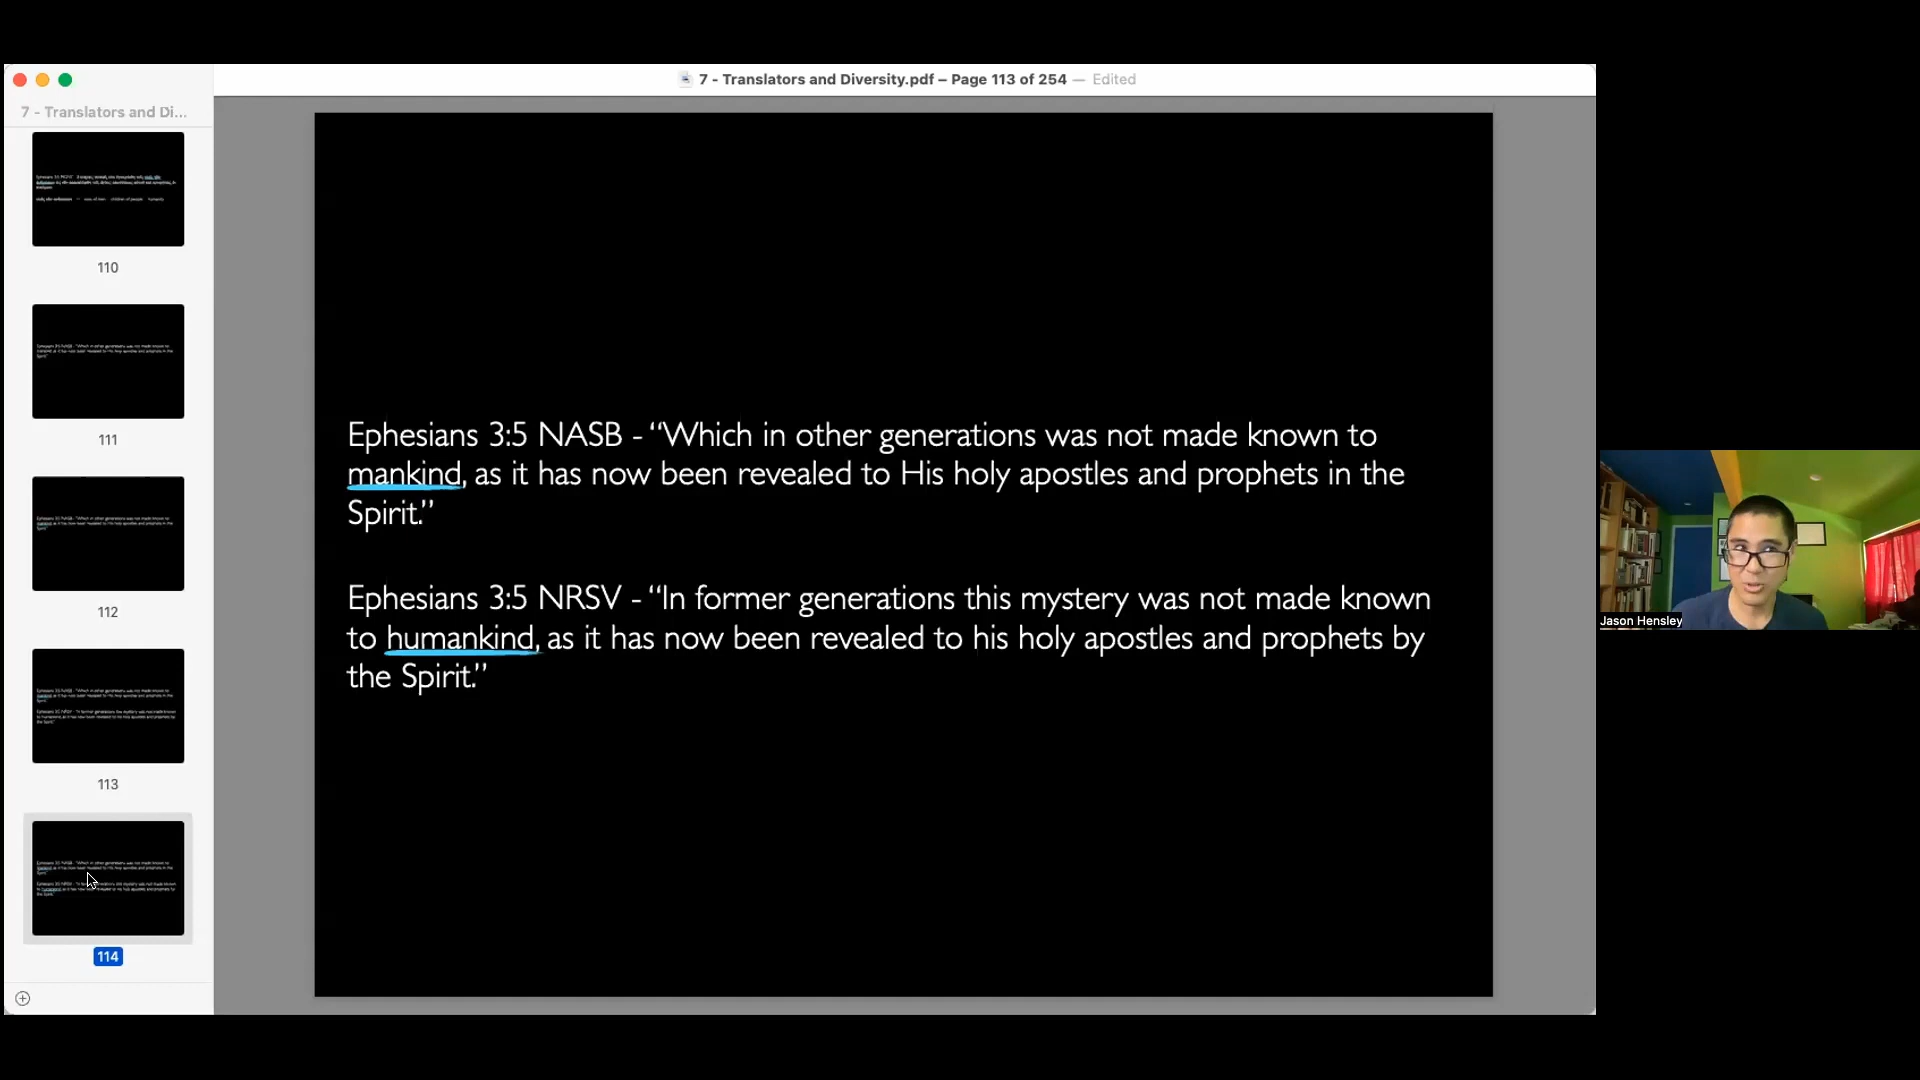 7 - Translators and Diversity.pdf – Page 113 of 254 — Edited
7 - Translators and Di...
110
111
112
113
114
Ephesians 3:5 NASB - “Which in other generations was not made known to
mankind, as it has now been revealed to His holy apostles and prophets in the
Spirit.”
Ephesians 3:5 NRSV - “In former generations this mystery was not made known
to humankind, as it has now been revealed to his holy apostles and prophets by
the Spirit.”
Jason Hensley